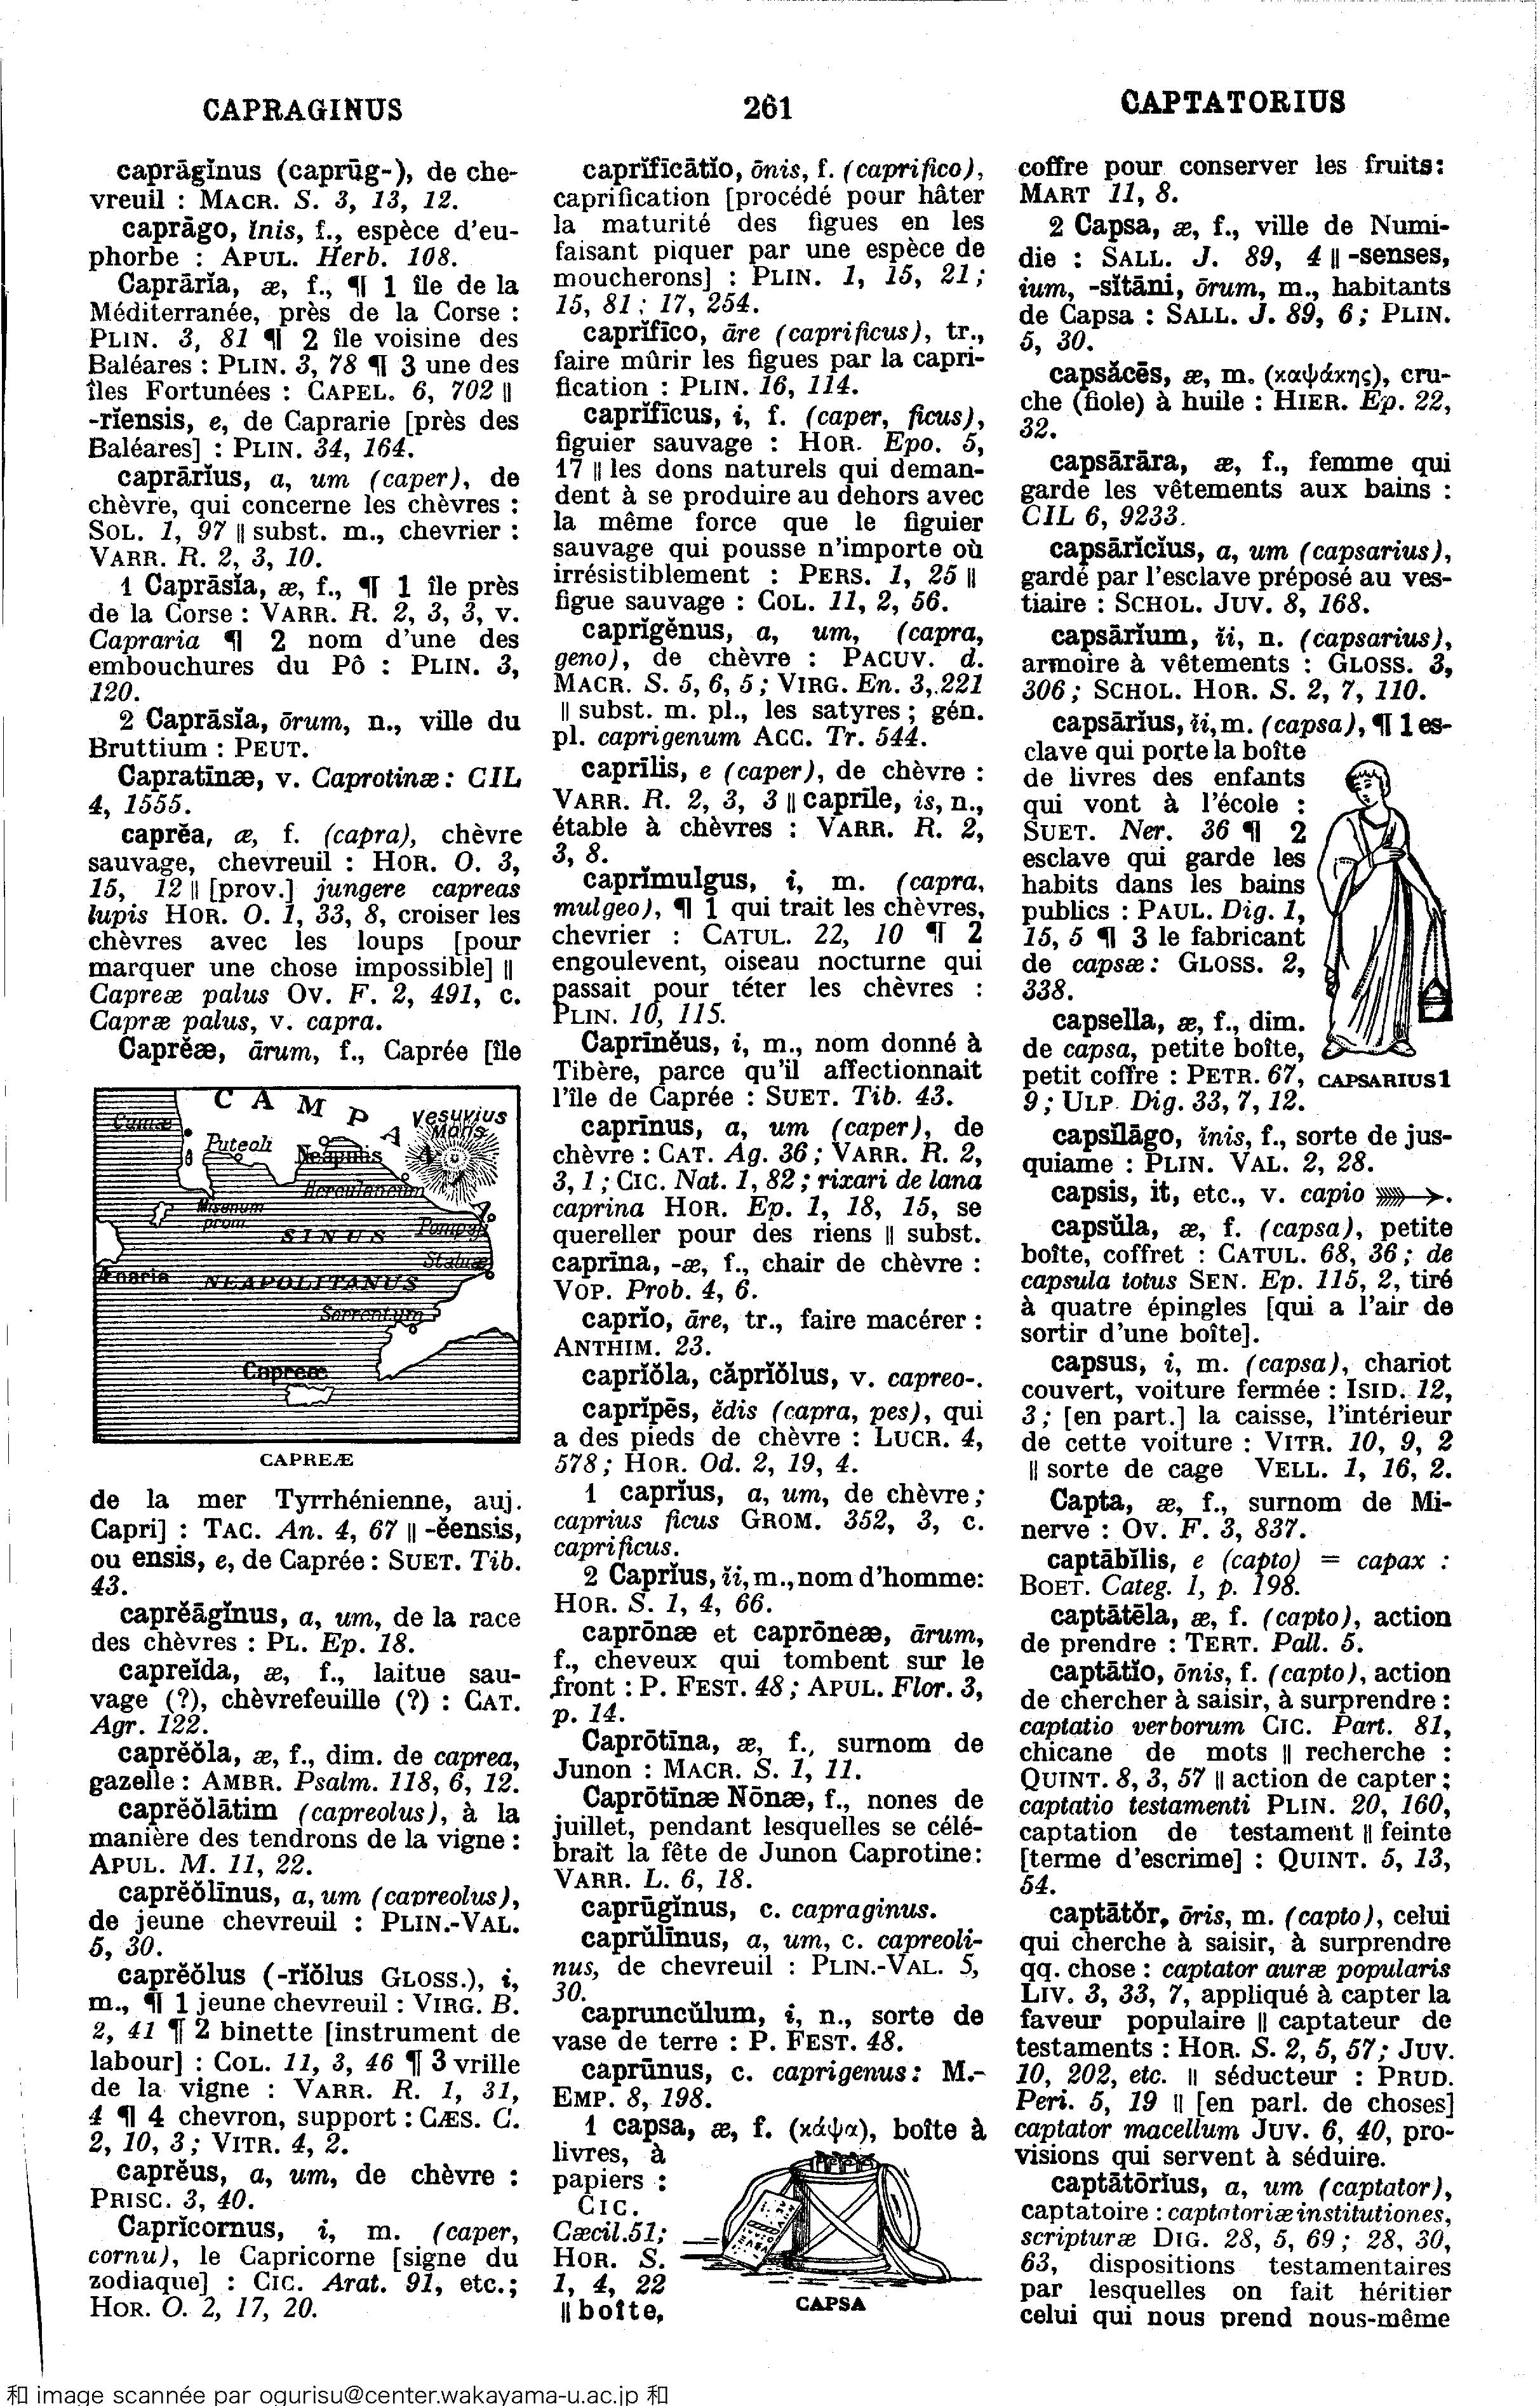 CAPRAGINUS
261
CAPTATORIUS
caprāgĭnus (caprūg-), de che-
vreuil : MACR. S. 3, 13, 12.
caprāgo, ĭnis, f., espèce d'eu-
phorbe : APUL. Herb. 108.
Caprārĭa, æ, f., ¶ 1 île de la
Méditerranée, près de la Corse :
PLIN. 3, 81 ¶ 2 île voisine des
Baléares : PLIN. 3, 78 ¶ 3 une des
îles Fortunées : CAPEL. 6, 702 ||
-rĭensis, e, de Caprarie [près des
Baléares] : PLIN. 34, 164.
caprārĭus, a, um (caper), de
chèvre, qui concerne les chèvres :
SOL. 1, 97 || subst. m., chevrier :
VARR. R. 2, 3, 10.
1 Caprāsĭa, æ, f., ¶ 1 île près
de la Corse : VARR. R. 2, 3, 3, v.
Capraria ¶ 2 nom d'une des
embouchures du Pô : PLIN. 3,
120.
2 Caprāsĭa, ōrum, n., ville du
Bruttium : PEUT.
Capratīnæ, v. Caprotinæ : CIL
4, 1555.
caprĕa, æ, f. (capra), chèvre
sauvage, chevreuil : HOR. O. 3,
15, 12 || [prov.] jungere capreas
lupis HOR. O. 1, 33, 8, croiser les
chèvres avec les loups [pour
marquer une chose impossible] ||
Capreæ palus OV. F. 2, 491, c.
Capræ palus, v. capra.
Caprĕæ, ārum, f., Caprée [île
CAMPA
Cumæ
Puteoli
Neapolis
Vesuvius
Mons
Herculaneum
Misenum
prom.
SINUS
Pompeji
Stabiæ
Ænaria
NEAPOLITANUS
Sorrentum
Capreæ
CAPREÆ
de la mer Tyrrhénienne, auj.
Capri] : TAC. An. 4, 67 || -ĕensis,
ou ensis, e, de Caprée : SUET. Tib.
43.
caprĕāgĭnus, a, um, de la race
des chèvres : PL. Ep. 18.
capreĭda, æ, f., laitue sau-
vage (?), chèvrefeuille (?) : CAT.
Agr. 122.
caprĕŏla, æ, f., dim. de caprea,
gazelle : AMBR. Psalm. 118, 6, 12.
caprĕŏlātim (capreolus), à la
manière des tendrons de la vigne :
APUL. M. 11, 22.
caprĕŏlīnus, a, um (capreolus),
de jeune chevreuil : PLIN.-VAL.
5, 30.
caprĕŏlus (-rĭŏlus GLOSS.), i,
m., ¶ 1 jeune chevreuil : VIRG. B.
2, 41 ¶ 2 binette [instrument de
labour] : COL. 11, 3, 46 ¶ 3 vrille
de la vigne : VARR. R. 1, 31,
4 ¶ 4 chevron, support : CÆS. C.
2, 10, 3 ; VITR. 4, 2.
caprĕus, a, um, de chèvre :
PRISC. 3, 40.
Caprĭcornus, i, m. (caper,
cornu), le Capricorne [signe du
zodiaque] : CIC. Arat. 91, etc.;
HOR. O. 2, 17, 20.
caprĭfĭcātĭo, ōnis, f. (caprifico),
caprification [procédé pour hâter
la maturité des figues en les
faisant piquer par une espèce de
moucherons] : PLIN. 1, 15, 21 ;
15, 81 ; 17, 254.
caprĭfĭco, āre (caprificus), tr.,
faire mûrir les figues par la capri-
fication : PLIN. 16, 114.
caprĭfīcus, i, f. (caper, ficus),
figuier sauvage : HOR. Epo. 5,
17 || les dons naturels qui deman-
dent à se produire au dehors avec
la même force que le figuier
sauvage qui pousse n'importe où
irrésistiblement : PERS. 1, 25 ||
figue sauvage : COL. 11, 2, 56.
caprĭgĕnus, a, um, (capra,
geno), de chèvre : PACUV. d.
MACR. S. 5, 6, 5 ; VIRG. En. 3, 221
|| subst. m. pl., les satyres ; gén.
pl. caprigenum ACC. Tr. 544.
caprīlis, e (caper), de chèvre :
VARR. R. 2, 3, 3 || caprīle, is, n.,
étable à chèvres : VARR. R. 2,
3, 8.
caprĭmulgus, i, m. (capra,
mulgeo), ¶ 1 qui trait les chèvres,
chevrier : CATUL. 22, 10 ¶ 2
engoulevent, oiseau nocturne qui
passait pour téter les chèvres :
PLIN. 10, 115.
Caprīnĕus, i, m., nom donné à
Tibère, parce qu'il affectionnait
l'île de Caprée : SUET. Tib. 43.
caprīnus, a, um (caper), de
chèvre : CAT. Ag. 36 ; VARR. R. 2,
3, 1 ; CIC. Nat. 1, 82 ; rixari de lana
caprina HOR. Ep. 1, 18, 15, se
quereller pour des riens || subst.
caprīna, -æ, f., chair de chèvre :
VOP. Prob. 4, 6.
caprĭo, āre, tr., faire macérer :
ANTHIM. 23.
caprĭŏla, căprĭŏlus, v. capreo-.
caprĭpēs, ĕdis (capra, pes), qui
a des pieds de chèvre : LUCR. 4,
578 ; HOR. Od. 2, 19, 4.
1 caprĭus, a, um, de chèvre ;
caprius ficus GROM. 352, 3, c.
caprificus.
2 Caprĭus, ĭi, m., nom d'homme :
HOR. S. 1, 4, 66.
caprōnæ et caprōnĕæ, ārum,
f., cheveux qui tombent sur le
front : P. FEST. 48 ; APUL. Flor. 3,
p. 14.
Caprōtīna, æ, f., surnom de
Junon : MACR. S. 1, 11.
Caprōtīnæ Nōnæ, f., nones de
juillet, pendant lesquelles se célé-
brait la fête de Junon Caprotine :
VARR. L. 6, 18.
caprūgĭnus, c. capraginus.
caprŭlīnus, a, um, c. capreoli-
nus, de chevreuil : PLIN.-VAL. 5,
30.
capruncŭlum, i, n., sorte de
vase de terre : P. FEST. 48.
caprūnus, c. caprigenus : M.-
EMP. 8, 198.
1 capsa, æ, f. (κάψα), boîte à
livres, à
papiers :
CIC.
Cæcil. 51 ;
HOR. S.
1, 4, 22
|| boîte,
CAPSA
coffre pour conserver les fruits :
MART 11, 8.
2 Capsa, æ, f., ville de Numi-
die : SALL. J. 89, 4 || -senses,
ium, -sĭtāni, ōrum, m., habitants
de Capsa : SALL. J. 89, 6 ; PLIN.
5, 30.
capsăcēs, æ, m. (καψάκης), cru-
che (fiole) à huile : HIER. Ep. 22,
32.
capsārāra, æ, f., femme qui
garde les vêtements aux bains :
CIL 6, 9233.
capsārĭcĭus, a, um (capsarius),
gardé par l'esclave préposé au ves-
tiaire : SCHOL. JUV. 8, 168.
capsārĭum, ĭi, n. (capsarius),
armoire à vêtements : GLOSS. 3,
306 ; SCHOL. HOR. S. 2, 7, 110.
capsārĭus, ĭi, m. (capsa), ¶ 1 es-
clave qui porte la boîte
de livres des enfants
qui vont à l'école :
SUET. Ner. 36 ¶ 2
esclave qui garde les
habits dans les bains
publics : PAUL. Dig. 1,
15, 5 ¶ 3 le fabricant
de capsæ : GLOSS. 2,
338.
capsella, æ, f., dim.
de capsa, petite boîte,
petit coffre : PETR. 67,
9 ; ULP. Dig. 33, 7, 12.
CAPSARIUS 1
capsĭlāgo, ĭnis, f., sorte de jus-
quiame : PLIN. VAL. 2, 28.
capsis, it, etc., v. capio ⤐.
capsŭla, æ, f. (capsa), petite
boîte, coffret : CATUL. 68, 36 ; de
capsula totus SEN. Ep. 115, 2, tiré
à quatre épingles [qui a l'air de
sortir d'une boîte].
capsus, i, m. (capsa), chariot
couvert, voiture fermée : ISID. 12,
3 ; [en part.] la caisse, l'intérieur
de cette voiture : VITR. 10, 9, 2
|| sorte de cage VELL. 1, 16, 2.
Capta, æ, f., surnom de Mi-
nerve : OV. F. 3, 837.
captābĭlis, e (capto) = capax :
BOET. Categ. 1, p. 198.
captātēla, æ, f. (capto), action
de prendre : TERT. Pall. 5.
captātĭo, ōnis, f. (capto), action
de chercher à saisir, à surprendre :
captatio verborum CIC. Part. 81,
chicane de mots || recherche :
QUINT. 8, 3, 57 || action de capter ;
captatio testamenti PLIN. 20, 160,
captation de testament || feinte
[terme d'escrime] : QUINT. 5, 13,
54.
captātŏr, ōris, m. (capto), celui
qui cherche à saisir, à surprendre
qq. chose : captator auræ popularis
LIV. 3, 33, 7, appliqué à capter la
faveur populaire || captateur de
testaments : HOR. S. 2, 5, 57 ; JUV.
10, 202, etc. || séducteur : PRUD.
Peri. 5, 19 || [en parl. de choses]
captator macellum JUV. 6, 40, pro-
visions qui servent à séduire.
captātōrĭus, a, um (captator),
captatoire : captatoriæ institutiones,
scripturæ DIG. 28, 5, 69 ; 28, 30,
63, dispositions testamentaires
par lesquelles on fait héritier
celui qui nous prend nous-même
和 image scannée par ogurisu@center.wakayama-u.ac.jp 和